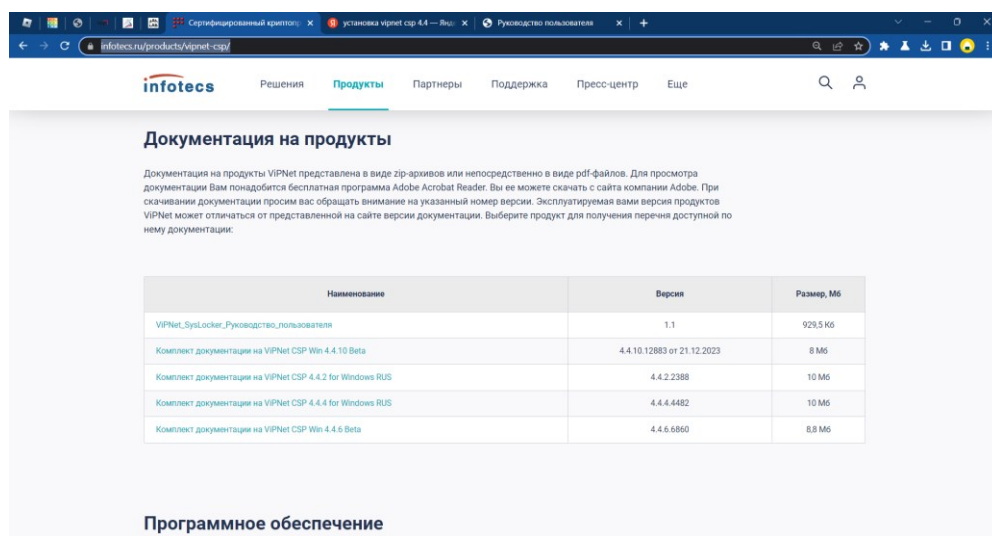 Сертифицированный криптопр
установка vipnet csp 4.4 — Янд
Руководство пользователя
infotecs.ru/products/vipnet-csp/
infotecs
Решения
Продукты
Партнеры
Поддержка
Пресс-центр
Еще
Документация на продукты
Документация на продукты ViPNet представлена в виде zip-архивов или непосредственно в виде pdf-файлов. Для просмотра
документации Вам понадобится бесплатная программа Adobe Acrobat Reader. Вы ее можете скачать с сайта компании Adobe. При
скачивании документации просим вас обращать внимание на указанный номер версии. Эксплуатируемая вами версия продуктов
ViPNet может отличаться от представленной на сайте версии документации. Выберите продукт для получения перечня доступной по
нему документации:
Наименование Версия Размер, Мб
ViPNet_SysLocker_Руководство_пользователя 1.1 929,5 Кб
Комплект документации на ViPNet CSP Win 4.4.10 Beta 4.4.10.12883 от 21.12.2023 8 Мб
Комплект документации на ViPNet CSP 4.4.2 for Windows RUS 4.4.2.2388 10 Мб
Комплект документации на ViPNet CSP 4.4.4 for Windows RUS 4.4.4.4482 10 Мб
Комплект документации на ViPNet CSP Win 4.4.6 Beta 4.4.6.6860 8,8 Мб
Программное обеспечение